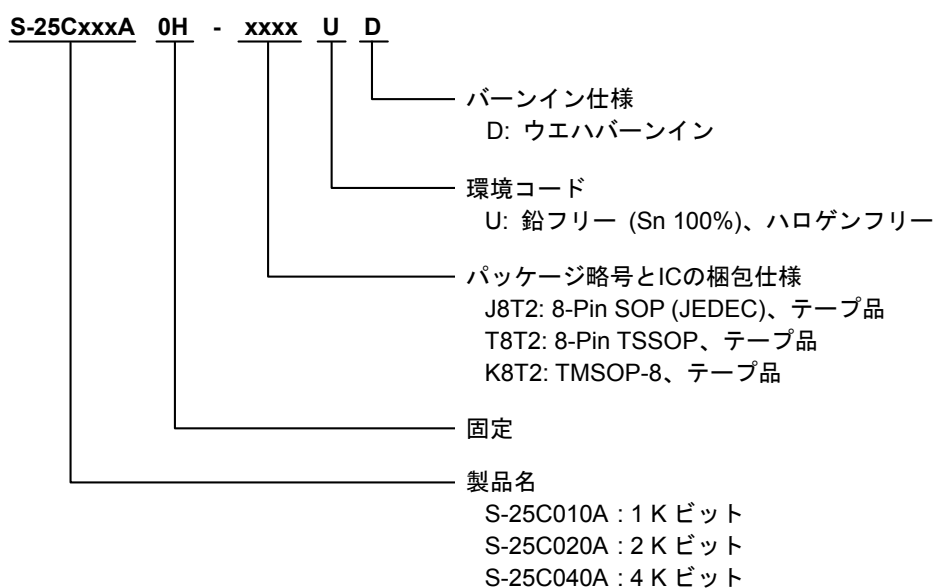 S-25CxxxA 0H - xxxx U D
バーンイン仕様
D: ウエハバーンイン
環境コード
U: 鉛フリー (Sn 100%)、ハロゲンフリー
パッケージ略号とICの梱包仕様
J8T2: 8-Pin SOP (JEDEC)、テープ品
T8T2: 8-Pin TSSOP、テープ品
K8T2: TMSOP-8、テープ品
固定
製品名
S-25C010A : 1 K ビット
S-25C020A : 2 K ビット
S-25C040A : 4 K ビット